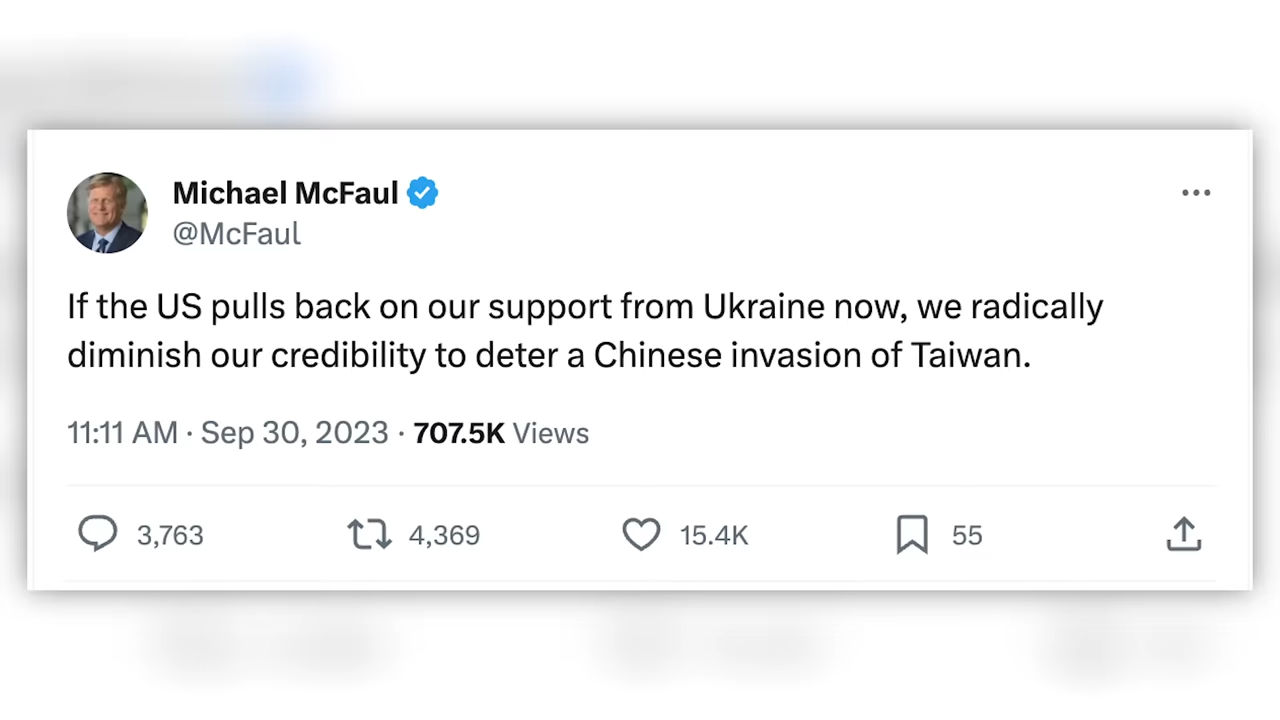 Michael McFaul
@McFaul
If the US pulls back on our support from Ukraine now, we radically
diminish our credibility to deter a Chinese invasion of Taiwan.
11:11 AM · Sep 30, 2023 · 707.5K Views
3,763 4,369 15.4K 55